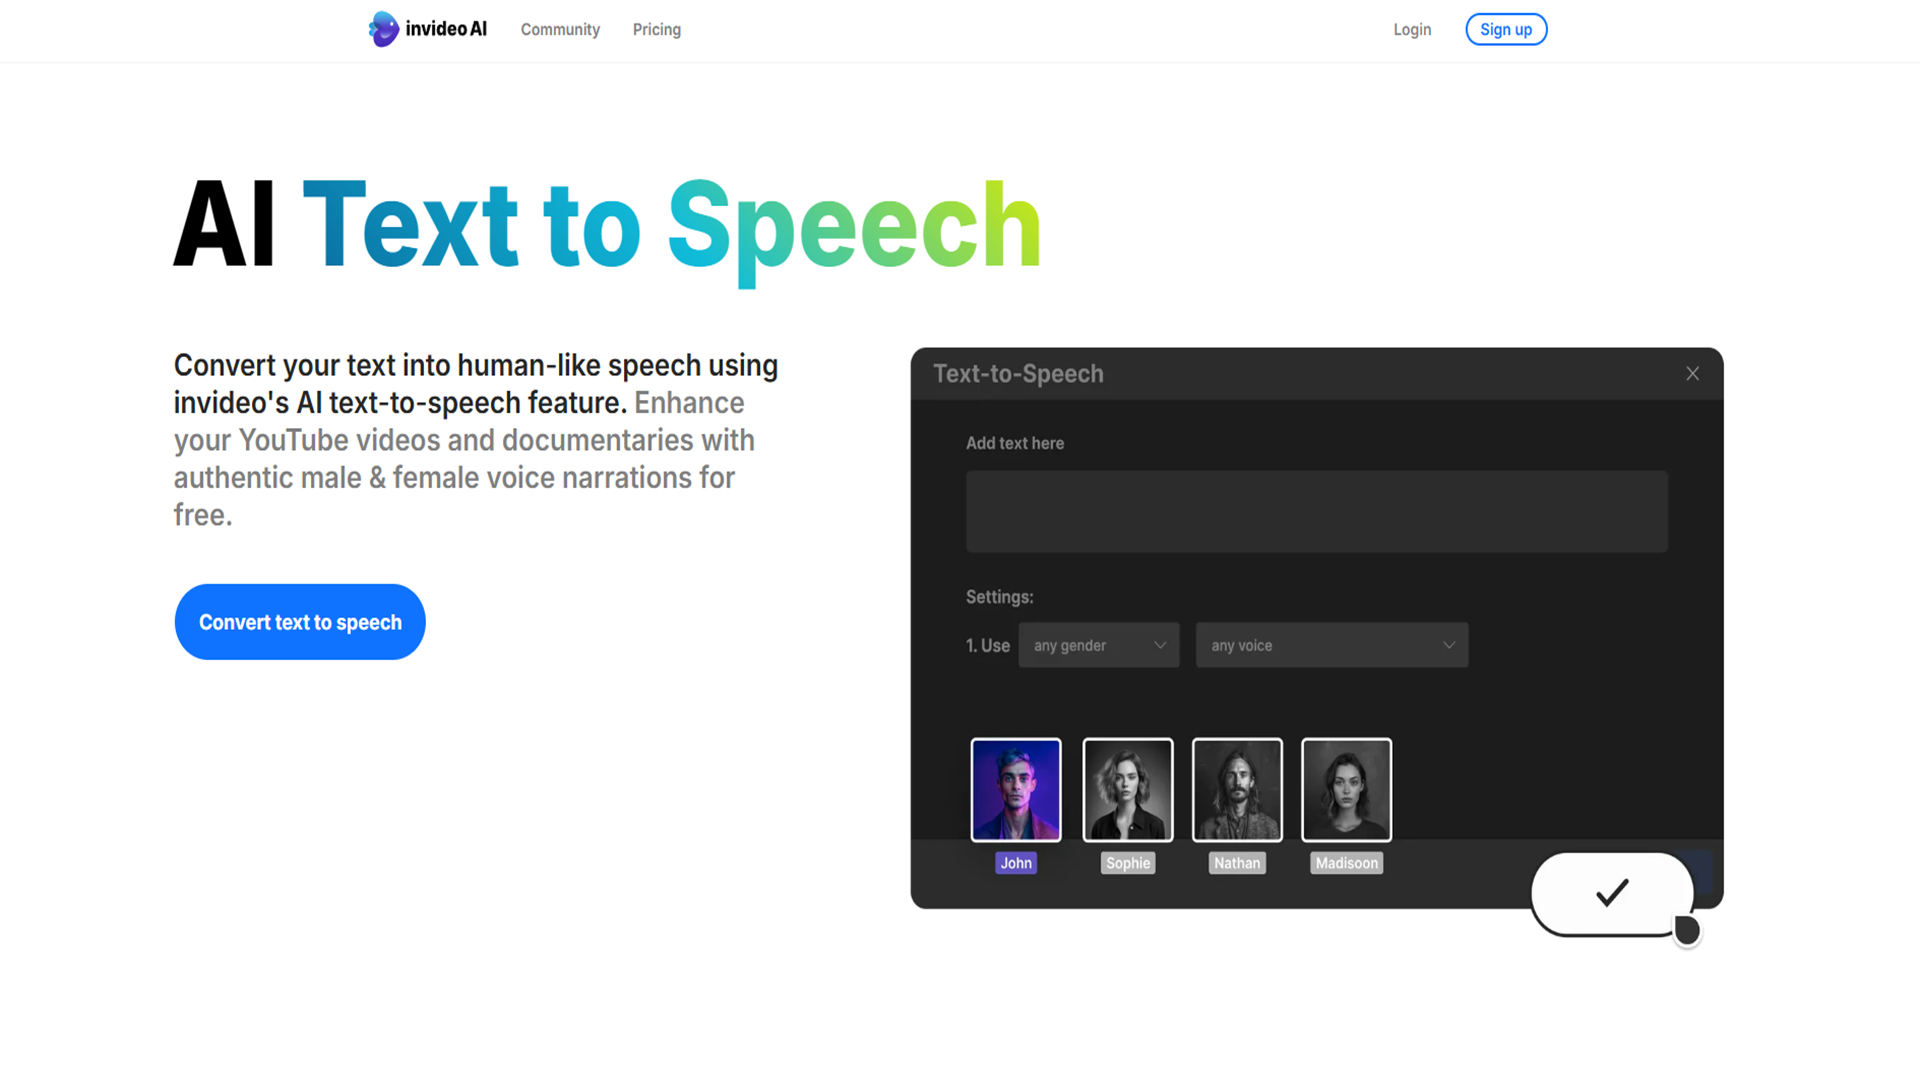 invideo AI Community Pricing Login Sign up
AI Text to Speech
Convert your text into human-like speech using
invideo's AI text-to-speech feature. Enhance
your YouTube videos and documentaries with
authentic male & female voice narrations for
free.
Convert text to speech
Text-to-Speech
Add text here
Settings:
1. Use any gender any voice
John Sophie Nathan Madisoon